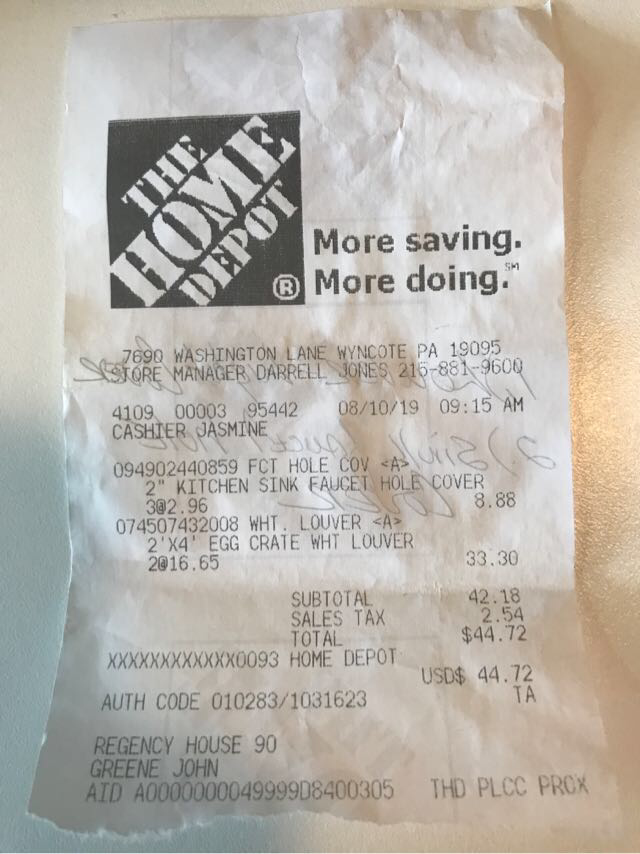 THE
HOME
DEPOT
®
More saving.
More doing.℠
7690 WASHINGTON LANE WYNCOTE PA 19095
STORE MANAGER DARRELL JONES 215-881-9600
4109 00003 95442 08/10/19 09:15 AM
CASHIER JASMINE
094902440859 FCT HOLE COV <A>
2" KITCHEN SINK FAUCET HOLE COVER
3@2.96 8.88
074507432008 WHT. LOUVER <A>
2'X4' EGG CRATE WHT LOUVER
2@16.65 33.30
SUBTOTAL 42.18
SALES TAX 2.54
TOTAL $44.72
XXXXXXXXXXXX0093 HOME DEPOT
USD$ 44.72
AUTH CODE 010283/1031623 TA
REGENCY HOUSE 90
GREENE JOHN
AID A0000000049999D8400305 THD PLCC PROX